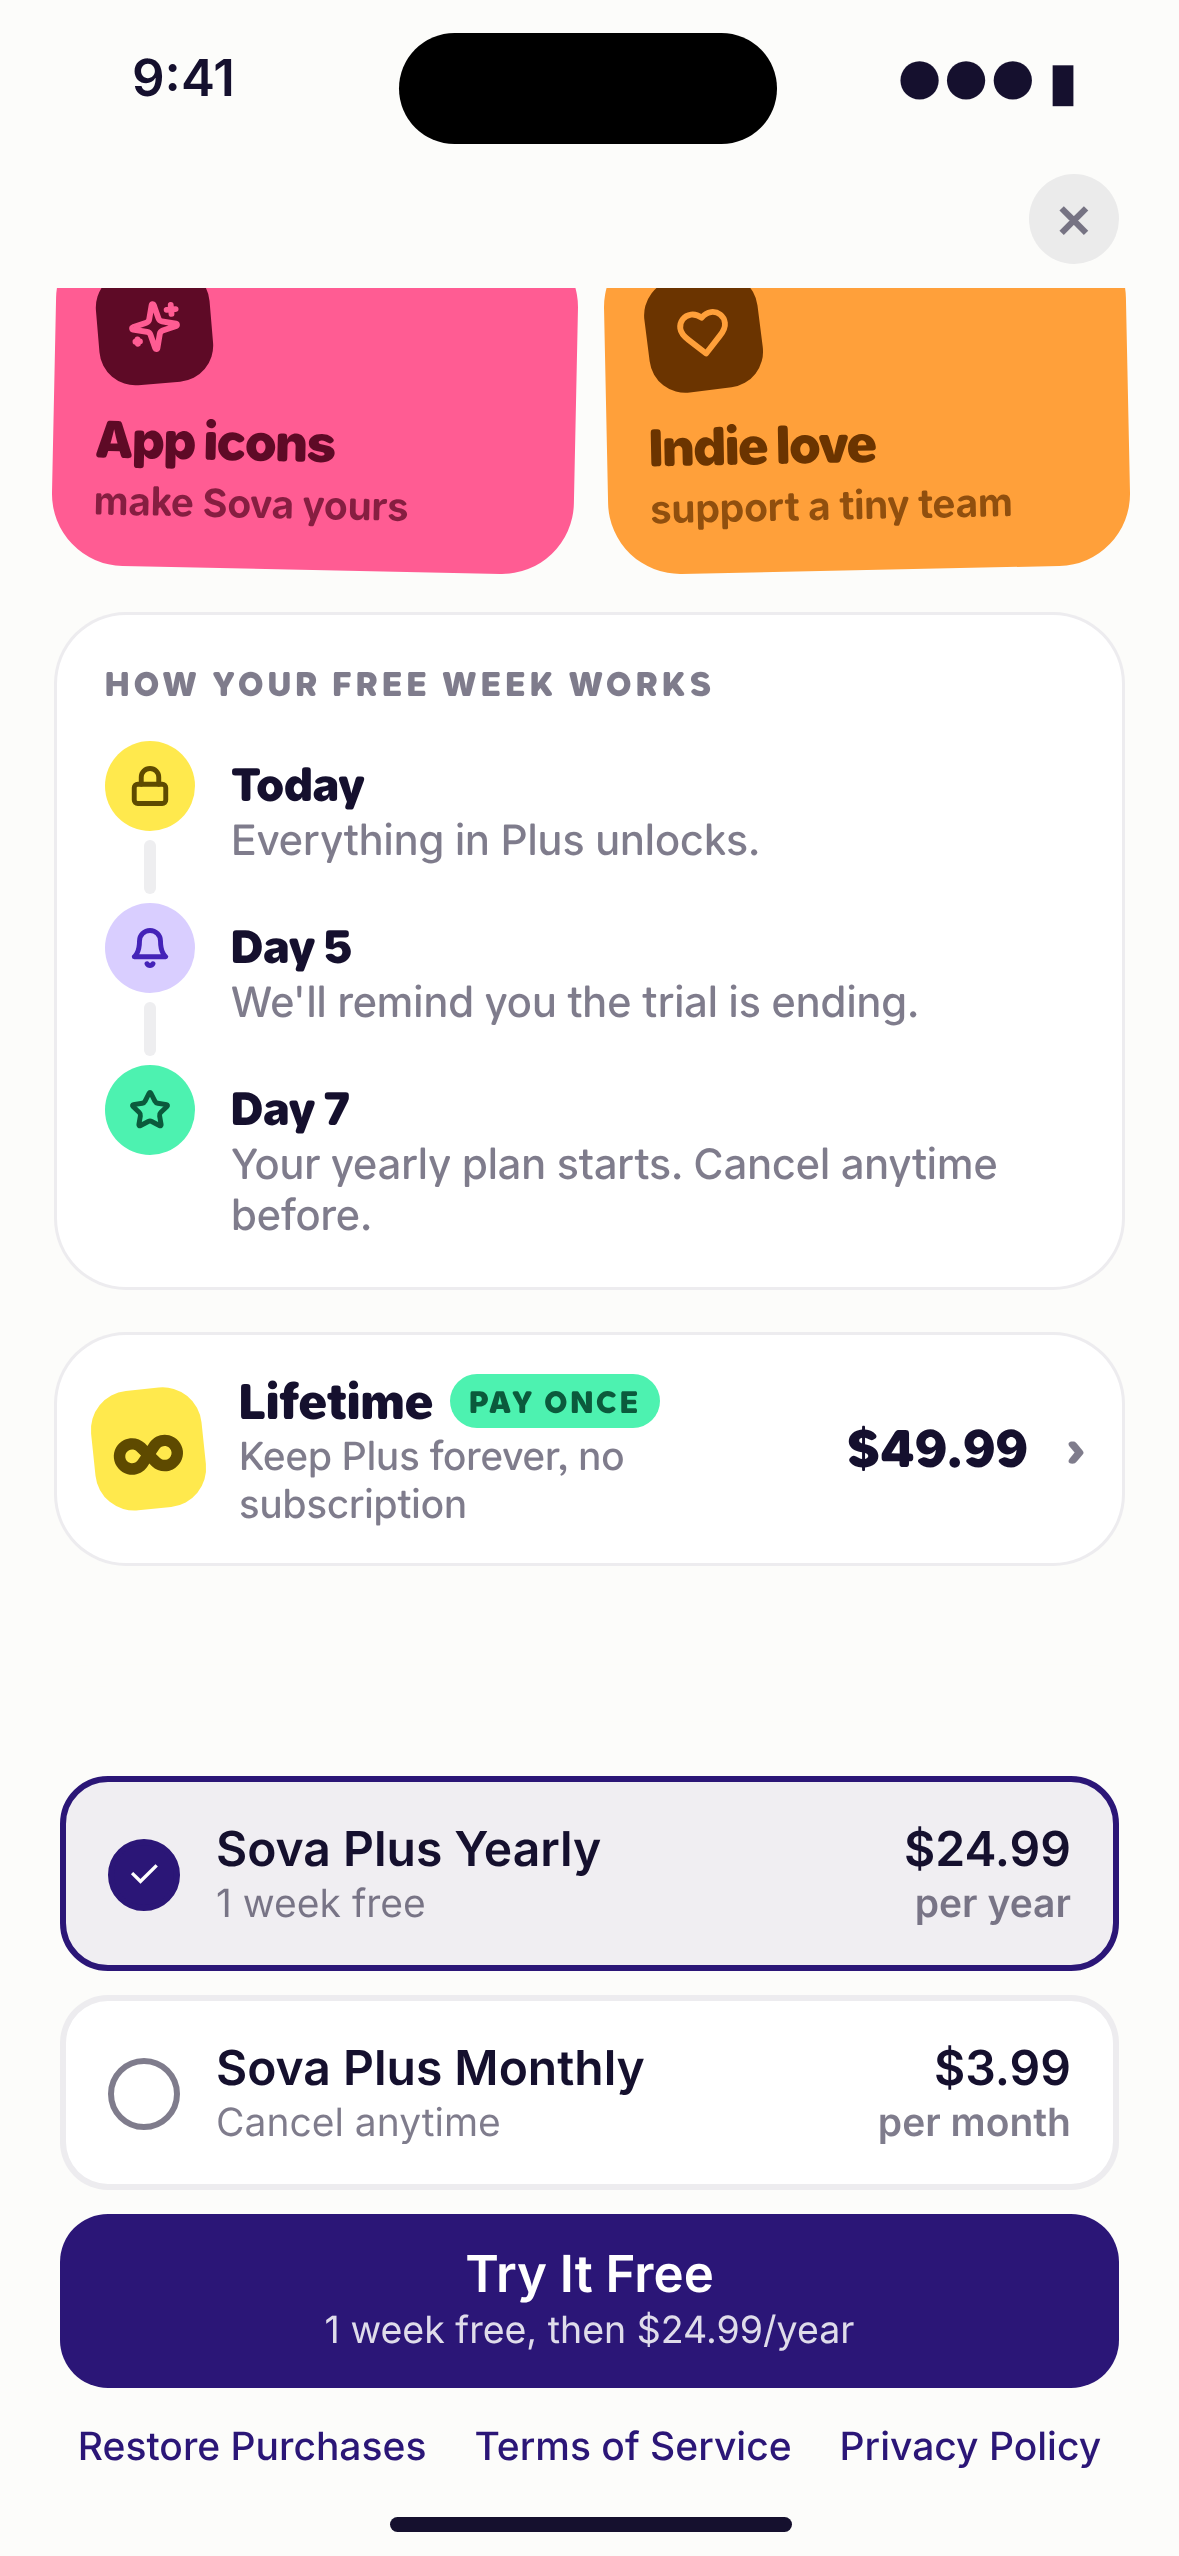 9:41
App icons
make Sova yours
Indie love
support a tiny team
HOW YOUR FREE WEEK WORKS
Today
Everything in Plus unlocks.
Day 5
We'll remind you the trial is ending.
Day 7
Your yearly plan starts. Cancel anytime
before.
Lifetime PAY ONCE
Keep Plus forever, no
subscription
$49.99
Sova Plus Yearly
1 week free
$24.99
per year
Sova Plus Monthly
Cancel anytime
$3.99
per month
Try It Free
1 week free, then $24.99/year
Restore Purchases Terms of Service Privacy Policy